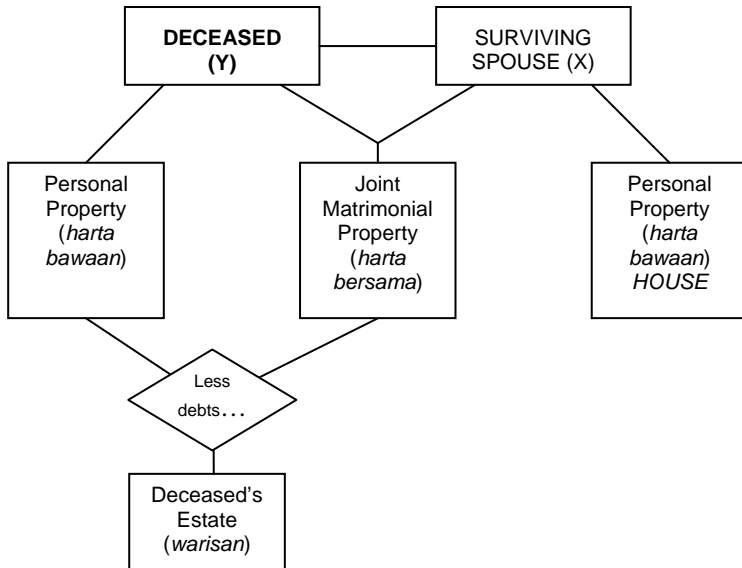 DECEASED
(Y)
SURVIVING
SPOUSE (X)
Personal
Property
(harta
bawaan)
Joint
Matrimonial
Property
(harta
bersama)
Personal
Property
(harta
bawaan)
HOUSE
Less
debts…
Deceased's
Estate
(warisan)